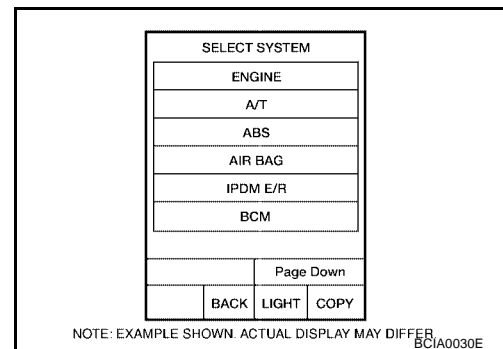 SELECT SYSTEM
ENGINE
A/T
ABS
AIR BAG
IPDM E/R
BCM
Page Down
BACK LIGHT COPY
NOTE: EXAMPLE SHOWN. ACTUAL DISPLAY MAY DIFFER
BCIA0030E